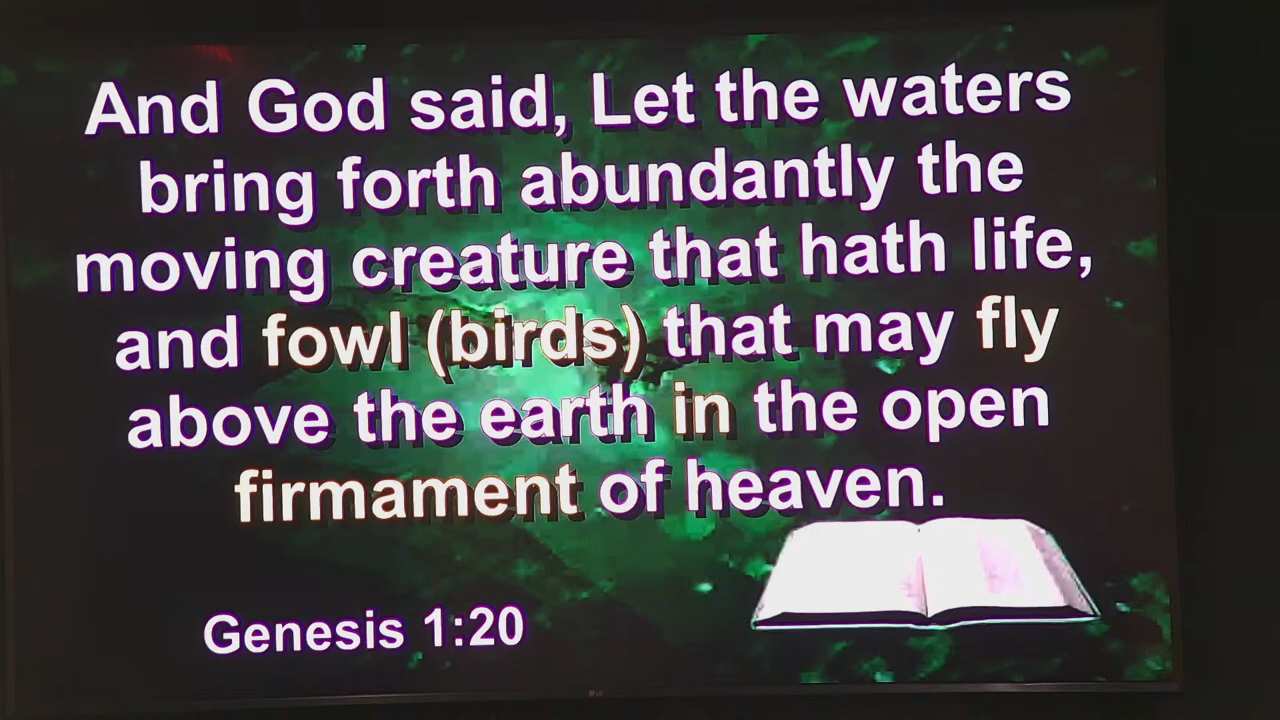 And God said, Let the waters
bring forth abundantly the
moving creature that hath life,
and fowl (birds) that may fly
above the earth in the open
firmament of heaven.
Genesis 1:20
LG